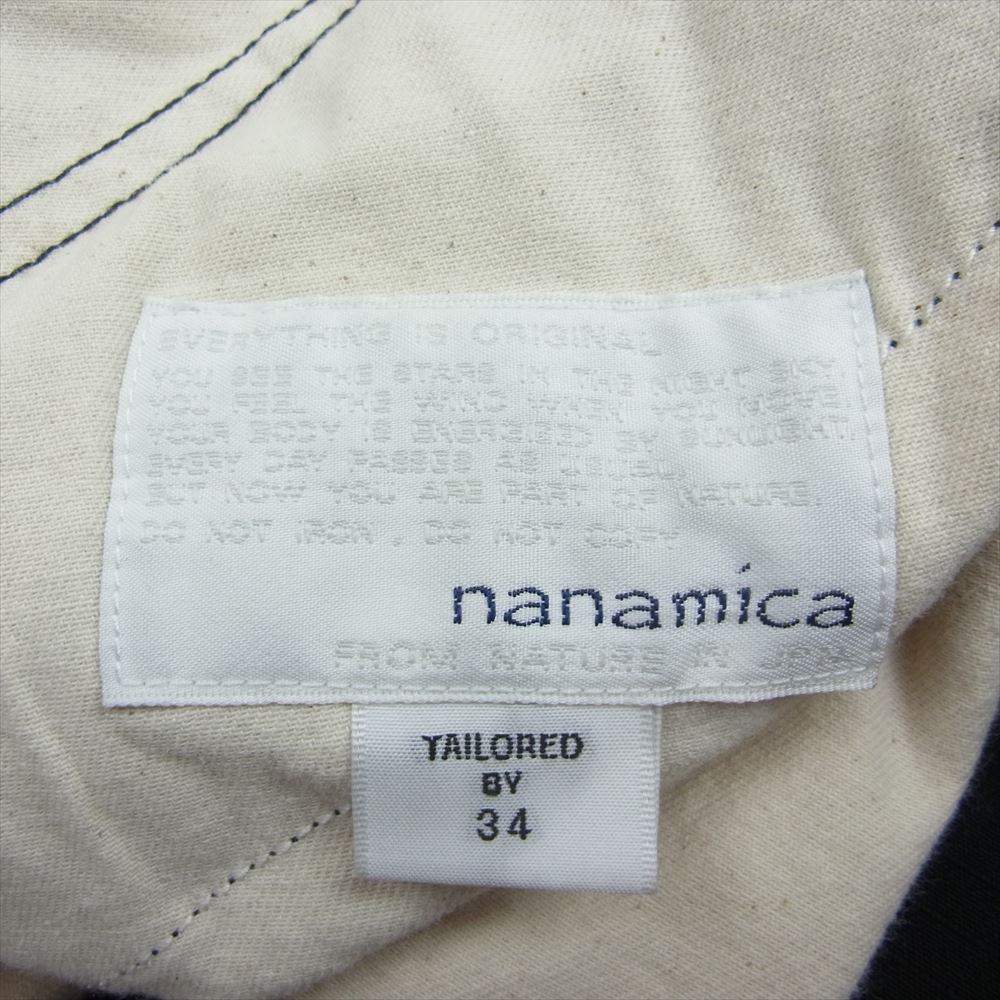 EVERYTHING IS ORIGINAL
YOU SEE THE STARS IN THE NIGHT SKY.
YOU FEEL THE WIND WHEN YOU MOVE.
YOUR BODY IS ENERGISED BY SUNLIGHT.
EVERY DAY PASSES AS USUAL,
BUT NOW YOU ARE PART OF NATURE.
DO NOT IRON , DO NOT COPY
nanamica
FROM NATURE IN JPN
TAILORED
BY
34